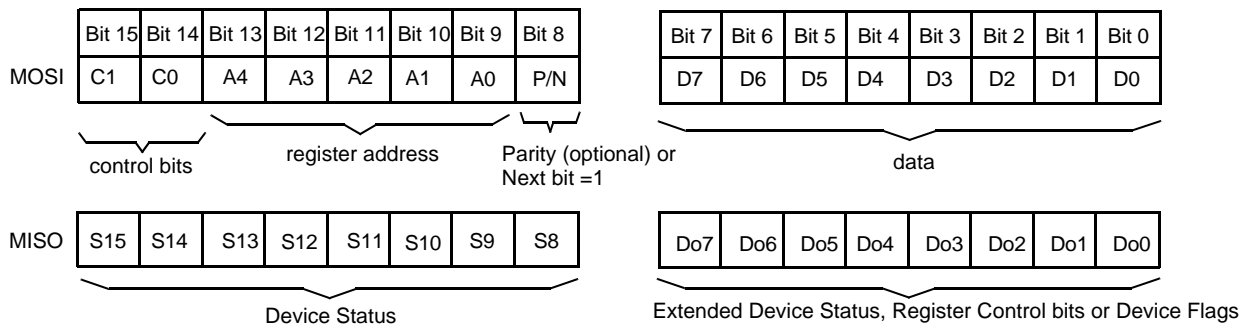 Bit 15 Bit 14 Bit 13 Bit 12 Bit 11 Bit 10 Bit 9 Bit 8 Bit 7 Bit 6 Bit 5 Bit 4 Bit 3 Bit 2 Bit 1 Bit 0
MOSI C1 C0 A4 A3 A2 A1 A0 P/N D7 D6 D5 D4 D3 D2 D1 D0
control bits register address Parity (optional) or data
Next bit =1
MISO S15 S14 S13 S12 S11 S10 S9 S8 Do7 Do6 Do5 Do4 Do3 Do2 Do1 Do0
Device Status Extended Device Status, Register Control bits or Device Flags